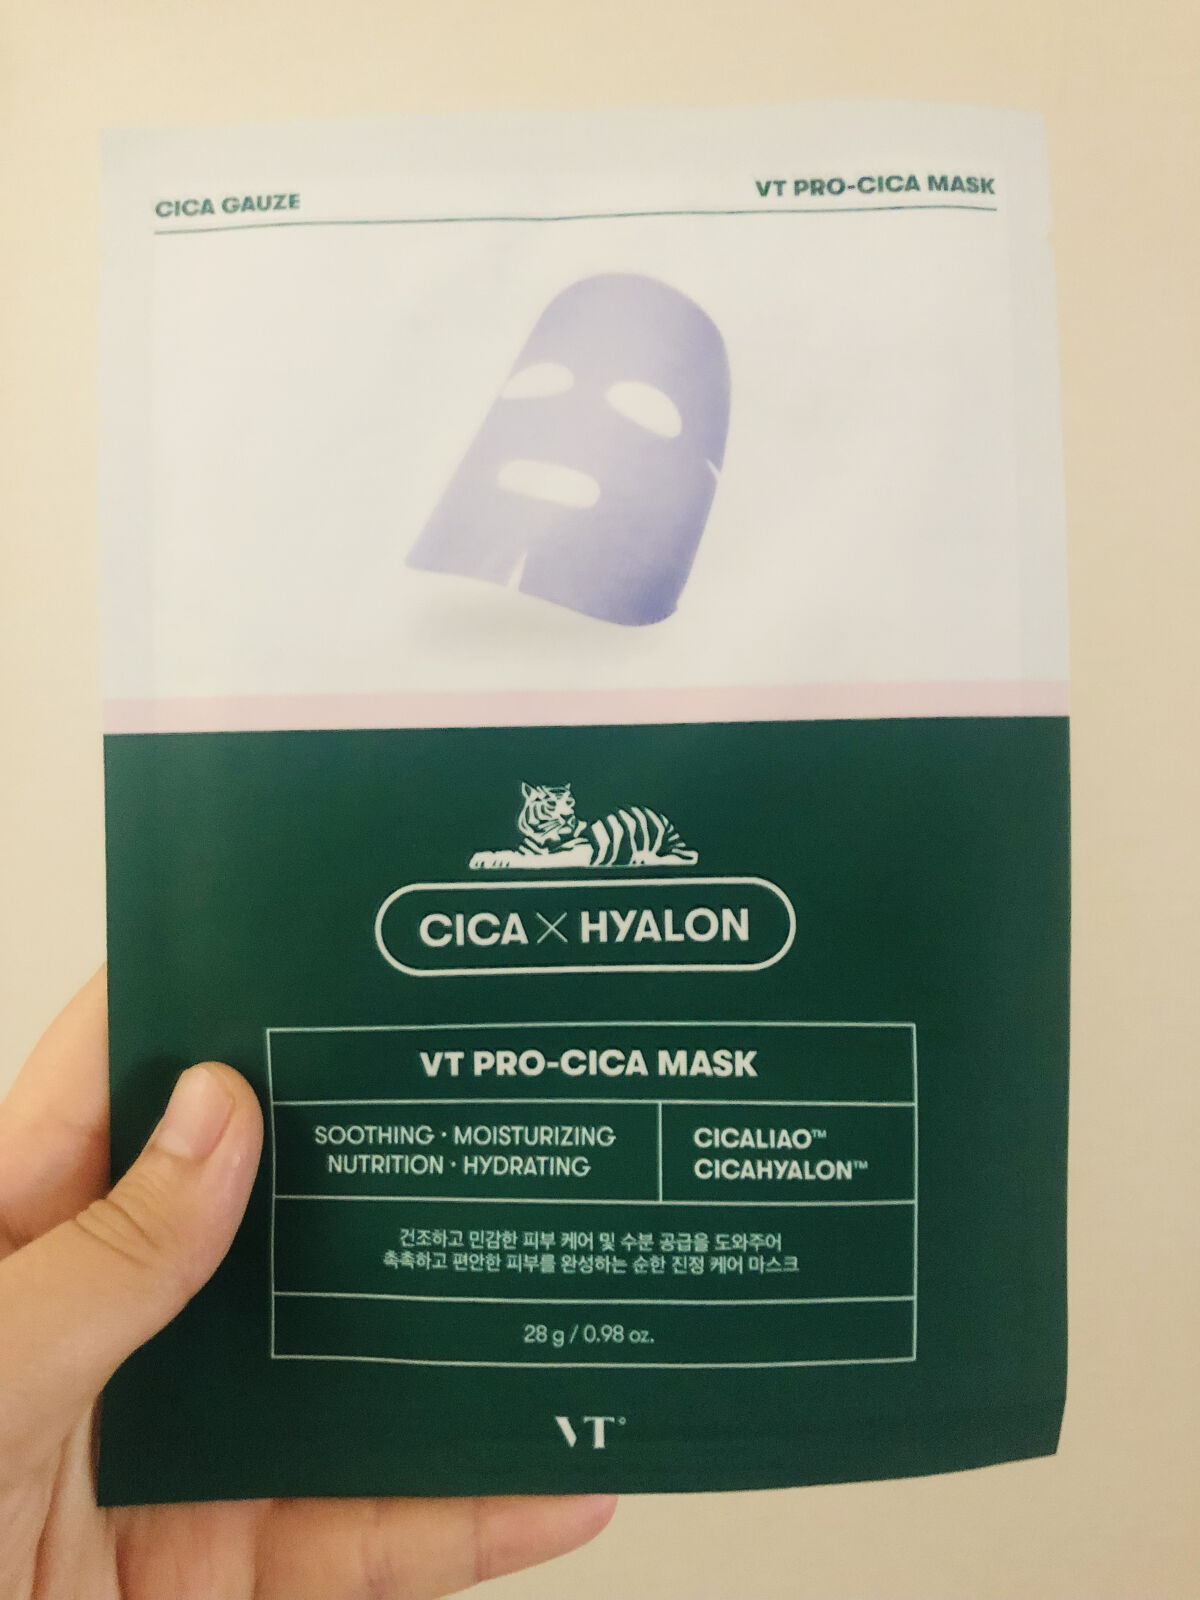 CICA GAUZE
VT PRO-CICA MASK
CICA × HYALON
VT PRO-CICA MASK
SOOTHING · MOISTURIZING
NUTRITION · HYDRATING
CICALIAO™
CICAHYALON™
건조하고 민감한 피부 케어 및 수분 공급을 도와주어
촉촉하고 편안한 피부를 완성하는 순한 진정 케어 마스크
28 g / 0.98 oz.
VT°